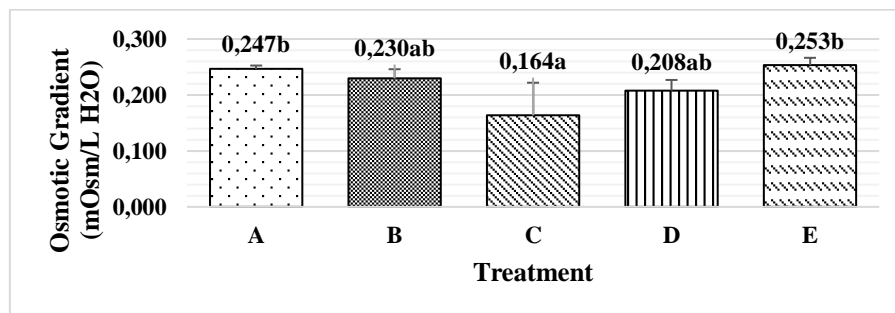 Osmotic Gradient
(mOsm/L H2O)
0,300
0,200
0,100
0,000
0,247b
0,230ab
0,164a
0,208ab
0,253b
A
B
C
D
E
Treatment